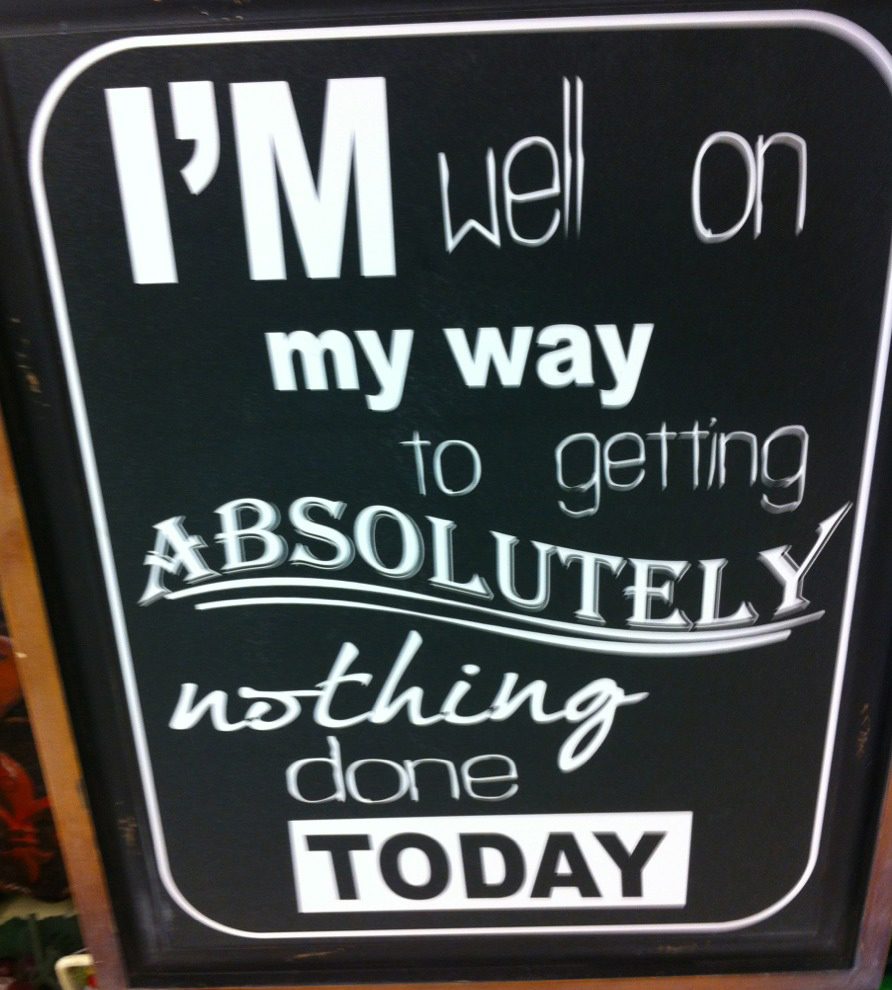 I'M well on
my way
to getting
ABSOLUTELY
nothing
done
TODAY